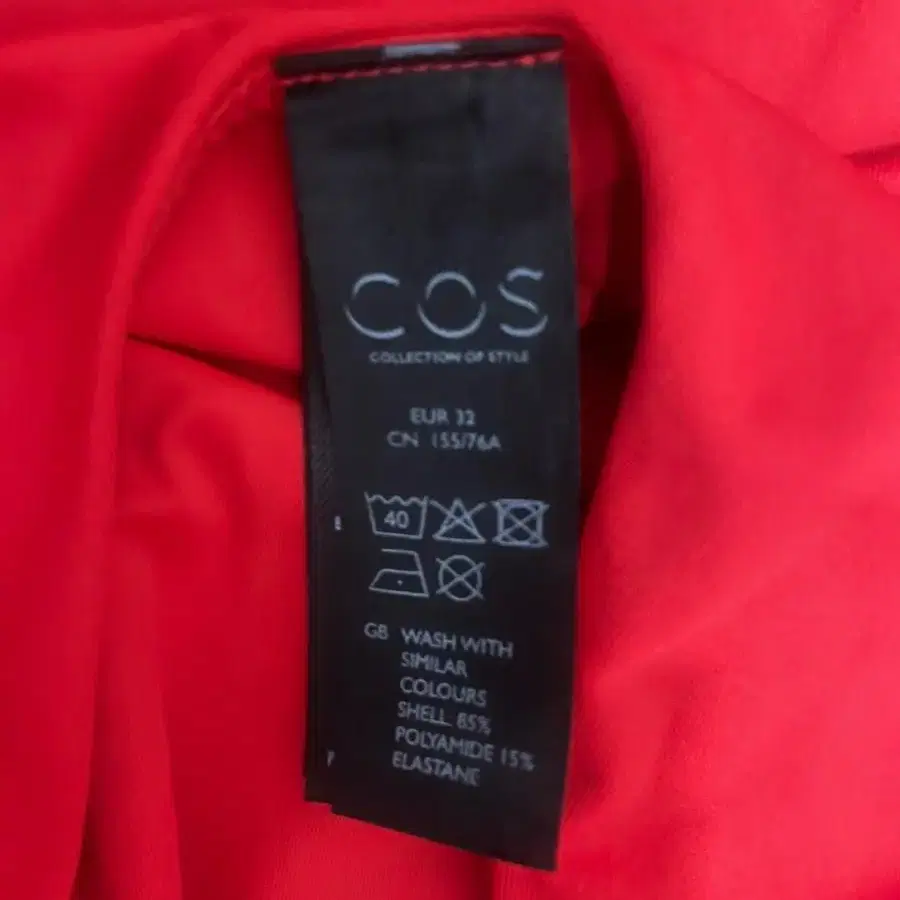 COS
COLLECTION OF STYLE
EUR 32
CN 155/76A
40
GB WASH WITH
SIMILAR
COLOURS
SHELL 85%
POLYAMIDE 15%
ELASTANE